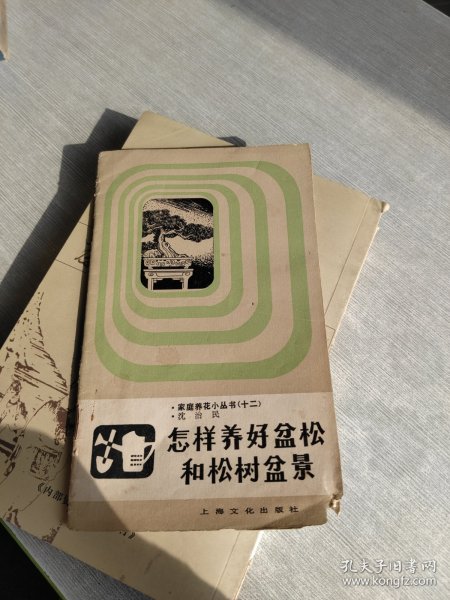 ·家庭养花小丛书(十二)
·沈治民
怎样养好盆松
和松树盆景
上海文化出版社
《内部
孔夫子旧书网
www.kongfz.com